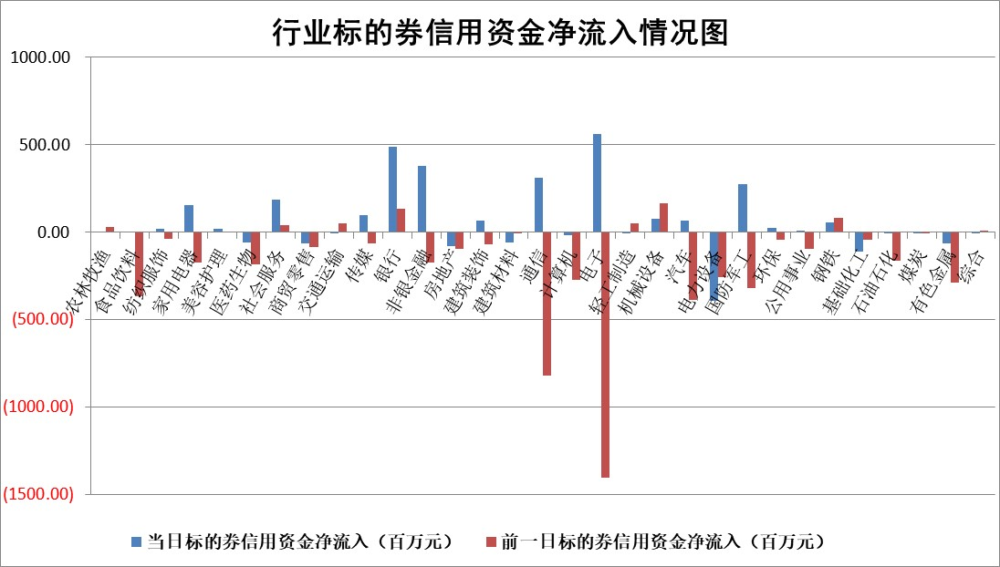 行业标的券信用资金净流入情况图
1000.00
500.00
0.00
(500.00)
(1000.00)
(1500.00)
农林牧渔
食品饮料
纺织服饰
家用电器
美容护理
医药生物
社会服务
商贸零售
交通运输
传媒
银行
非银金融
房地产
建筑装饰
建筑材料
通信
计算机
电子
轻工制造
机械设备
汽车
电力设备
国防军工
环保
公用事业
钢铁
基础化工
石油石化
煤炭
有色金属
综合
当日标的券信用资金净流入（百万元）
前一日标的券信用资金净流入（百万元）